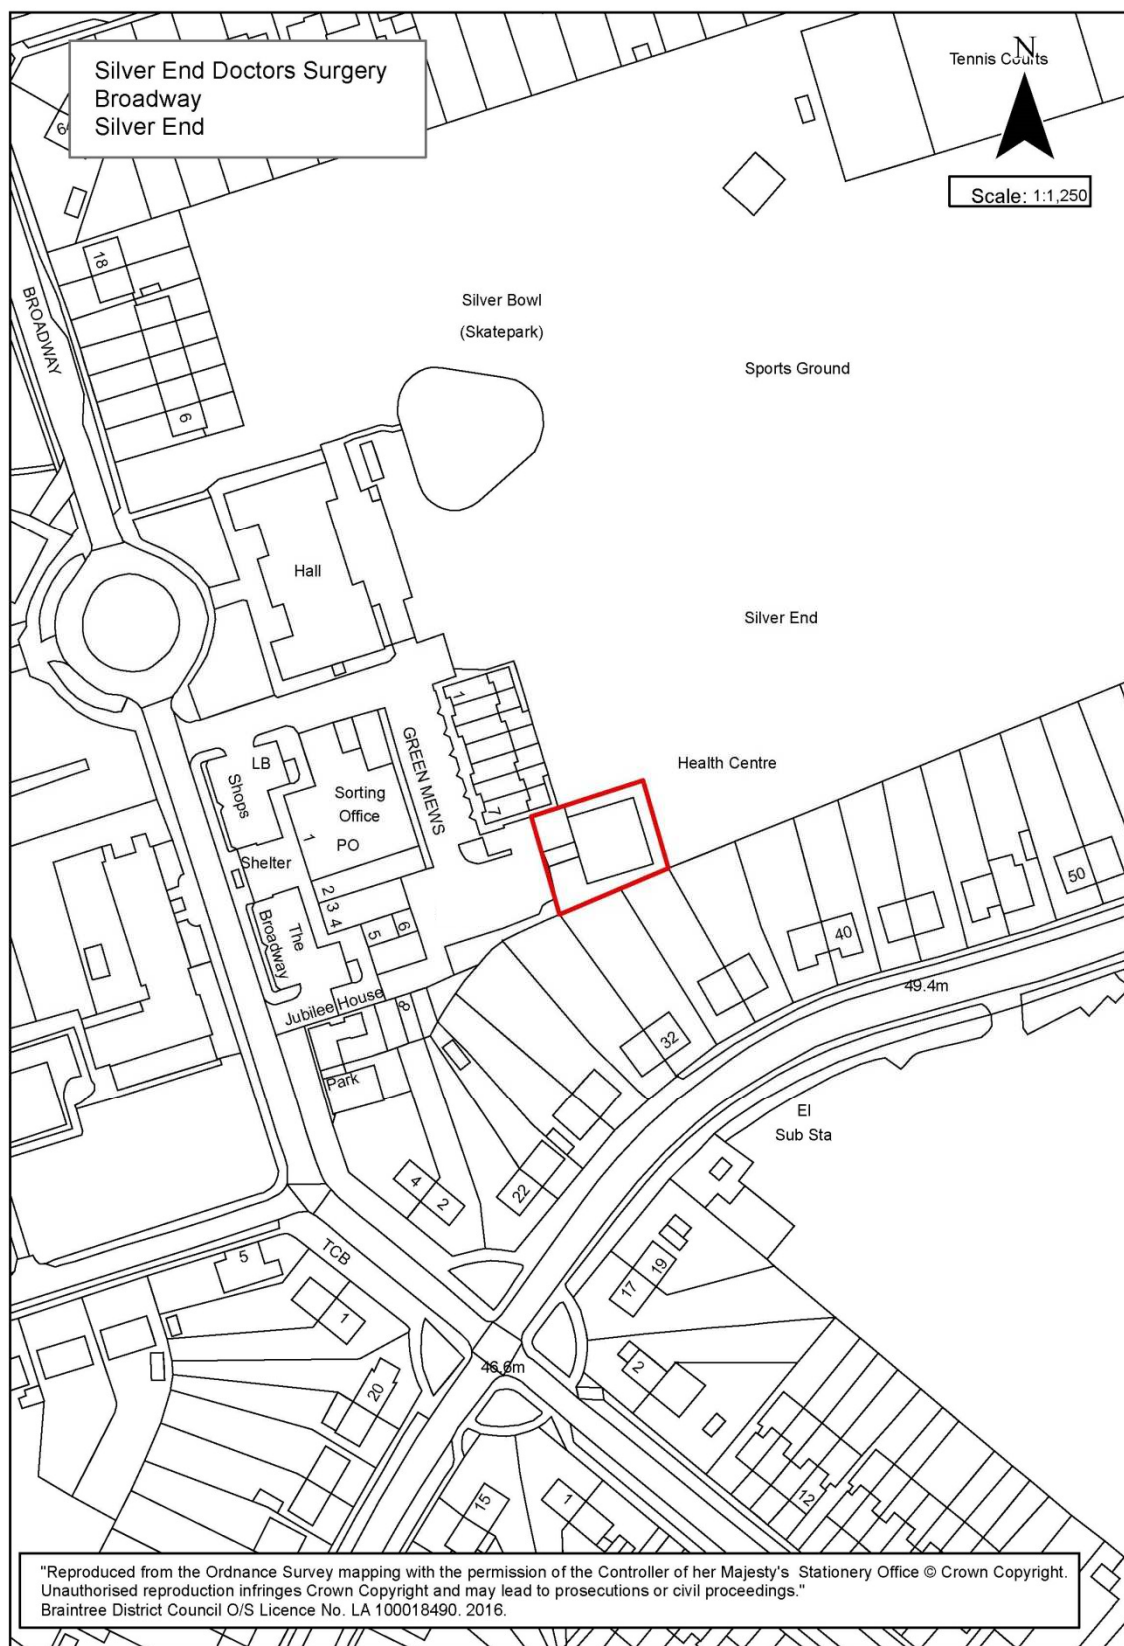 Silver End Doctors Surgery
Broadway
Silver End
N
Tennis Courts
Scale: 1:1,250
18
BROADWAY
6
Silver Bowl
(Skatepark)
Sports Ground
Hall
Silver End
Health Centre
1
GREEN MEWS
7
LB
Shops
Sorting
Office
PO
1
Shelter
2
3
4
5
6
The
Broadway
Jubilee House
8
Park
50
40
49.4m
32
22
El
Sub Sta
4
2
5
TCB
1
17
19
2
46.6m
20
15
1
12
"Reproduced from the Ordnance Survey mapping with the permission of the Controller of her Majesty's Stationery Office © Crown Copyright.
Unauthorised reproduction infringes Crown Copyright and may lead to prosecutions or civil proceedings."
Braintree District Council O/S Licence No. LA 100018490. 2016.